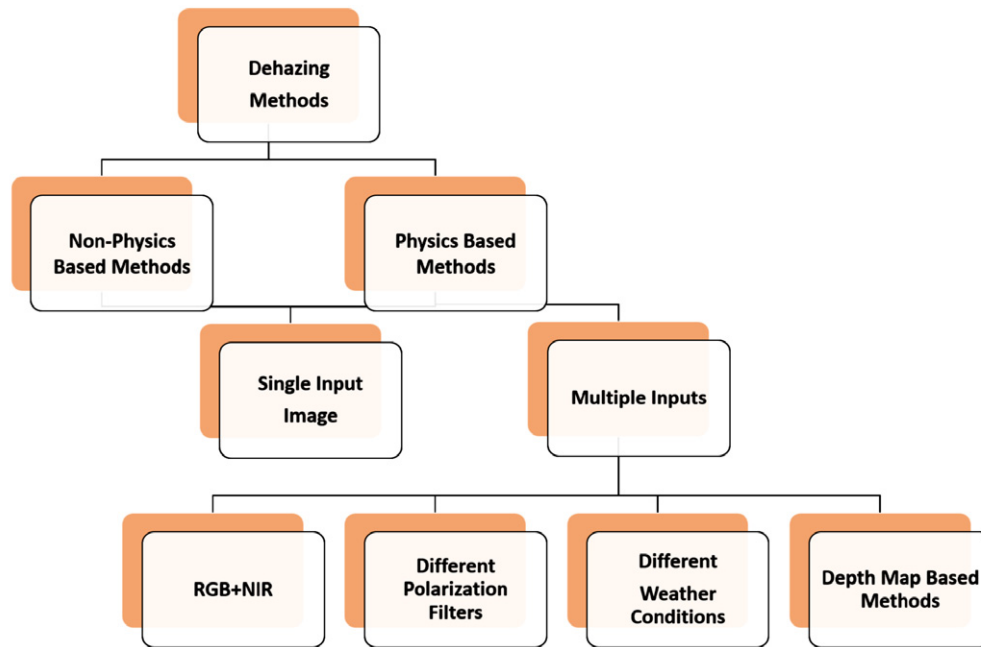 Dehazing
Methods
Non-Physics
Based Methods
Physics Based
Methods
Single Input
Image
Multiple Inputs
RGB+NIR
Different
Polarization
Filters
Different
Weather
Conditions
Depth Map Based
Methods